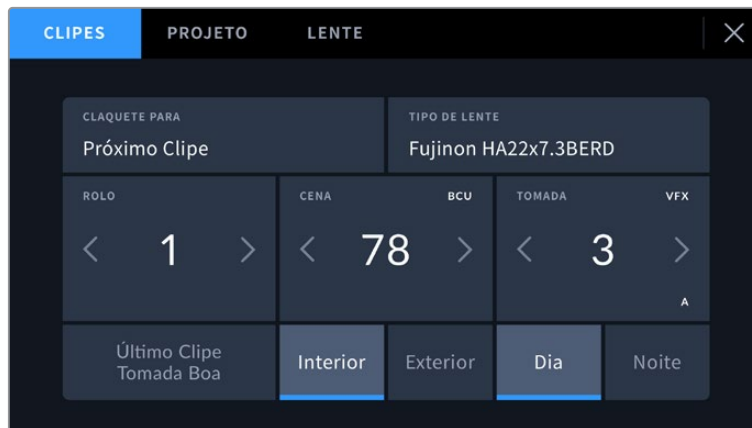 CLIPES PROJETO LENTE
CLAQUETE PARA TIPO DE LENTE
Próximo Clipe Fujinon HA22x7.3BERD
ROLO CENA BCU TOMADA VFX
1 78 3
A
Último Clipe
Tomada Boa Interior Exterior Dia Noite